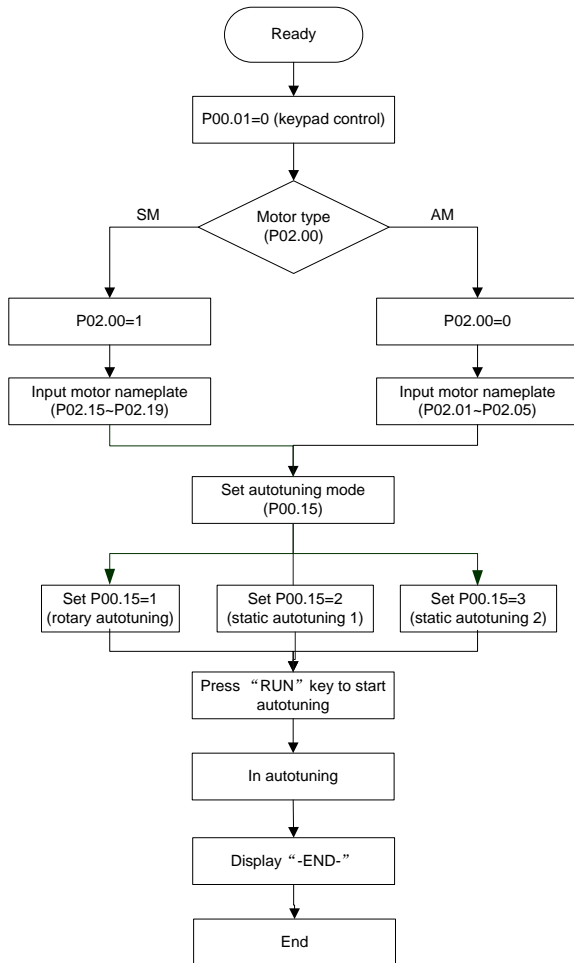 Ready
P00.01=0 (keypad control)
SM
Motor type
(P02.00)
AM
P02.00=1
P02.00=0
Input motor nameplate
(P02.15~P02.19)
Input motor nameplate
(P02.01~P02.05)
Set autotuning mode
(P00.15)
Set P00.15=1
(rotary autotuning)
Set P00.15=2
(static autotuning 1)
Set P00.15=3
(static autotuning 2)
Press “RUN” key to start
autotuning
In autotuning
Display “-END-”
End